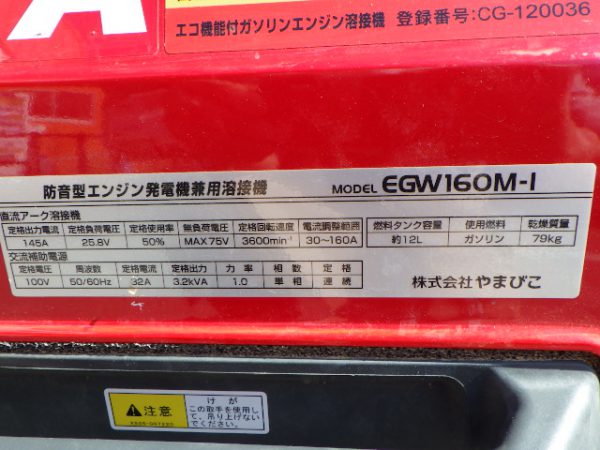 A
エコ機能付ガソリンエンジン溶接機 登録番号:CG-120036
防音型エンジン発電機兼用溶接機 MODEL EGW160M-I
直流アーク溶接機
定格出力電流 定格負荷電圧 定格使用率 無負荷電圧 定格回転速度 電流調整範囲 燃料タンク容量 使用燃料 乾燥質量
145A 25.8V 50% MAX75V 3600min⁻¹ 30~160A 約12L ガソリン 79kg
交流補助電源
定格電圧 周波数 定格電流 定格出力 力率 相数 定格
100V 50/60Hz 32A 3.2kVA 1.0 単相 連続
株式会社 やまびこ
注意
けが
この取手を使用し
て、吊り上げない
でください。